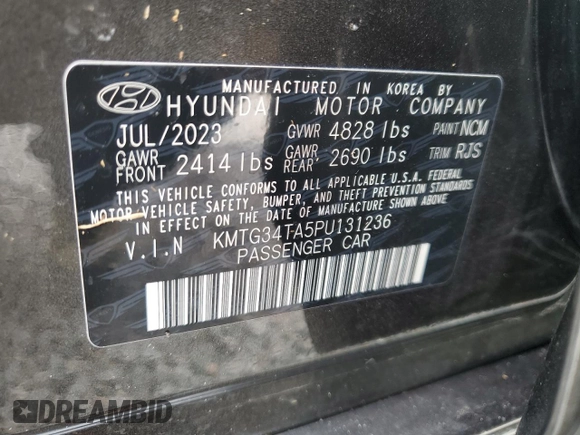 MANUFACTURED IN KOREA BY
HYUNDAI MOTOR COMPANY
JUL/2023 GVWR 4828 lbs PAINT NCM
GAWR FRONT 2414 lbs GAWR REAR 2690 lbs TRIM RJS
THIS VEHICLE CONFORMS TO ALL APPLICABLE U.S.A. FEDERAL
MOTOR VEHICLE SAFETY, BUMPER, AND THEFT PREVENTION STANDARDS
IN EFFECT ON THE DATE OF MANUFACTURE SHOWN ABOVE.
V.I.N KMTG34TA5PU131236
PASSENGER CAR
DREAMBID